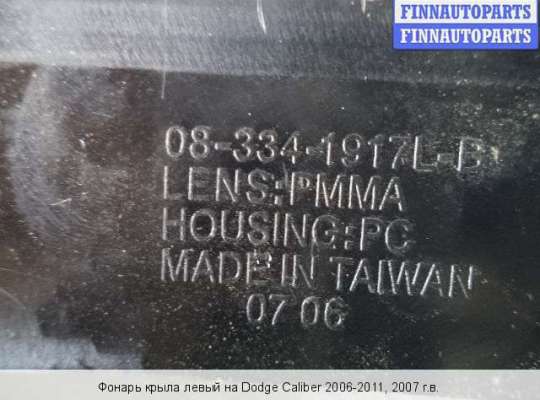 FINNAUTOPARTS
FINNAUTOPARTS
08-334-1917L-B
LENS:PMMA
HOUSING:PC
MADE IN TAIWAN
07 06
Фонарь крыла левый на Dodge Caliber 2006-2011, 2007 г.в.